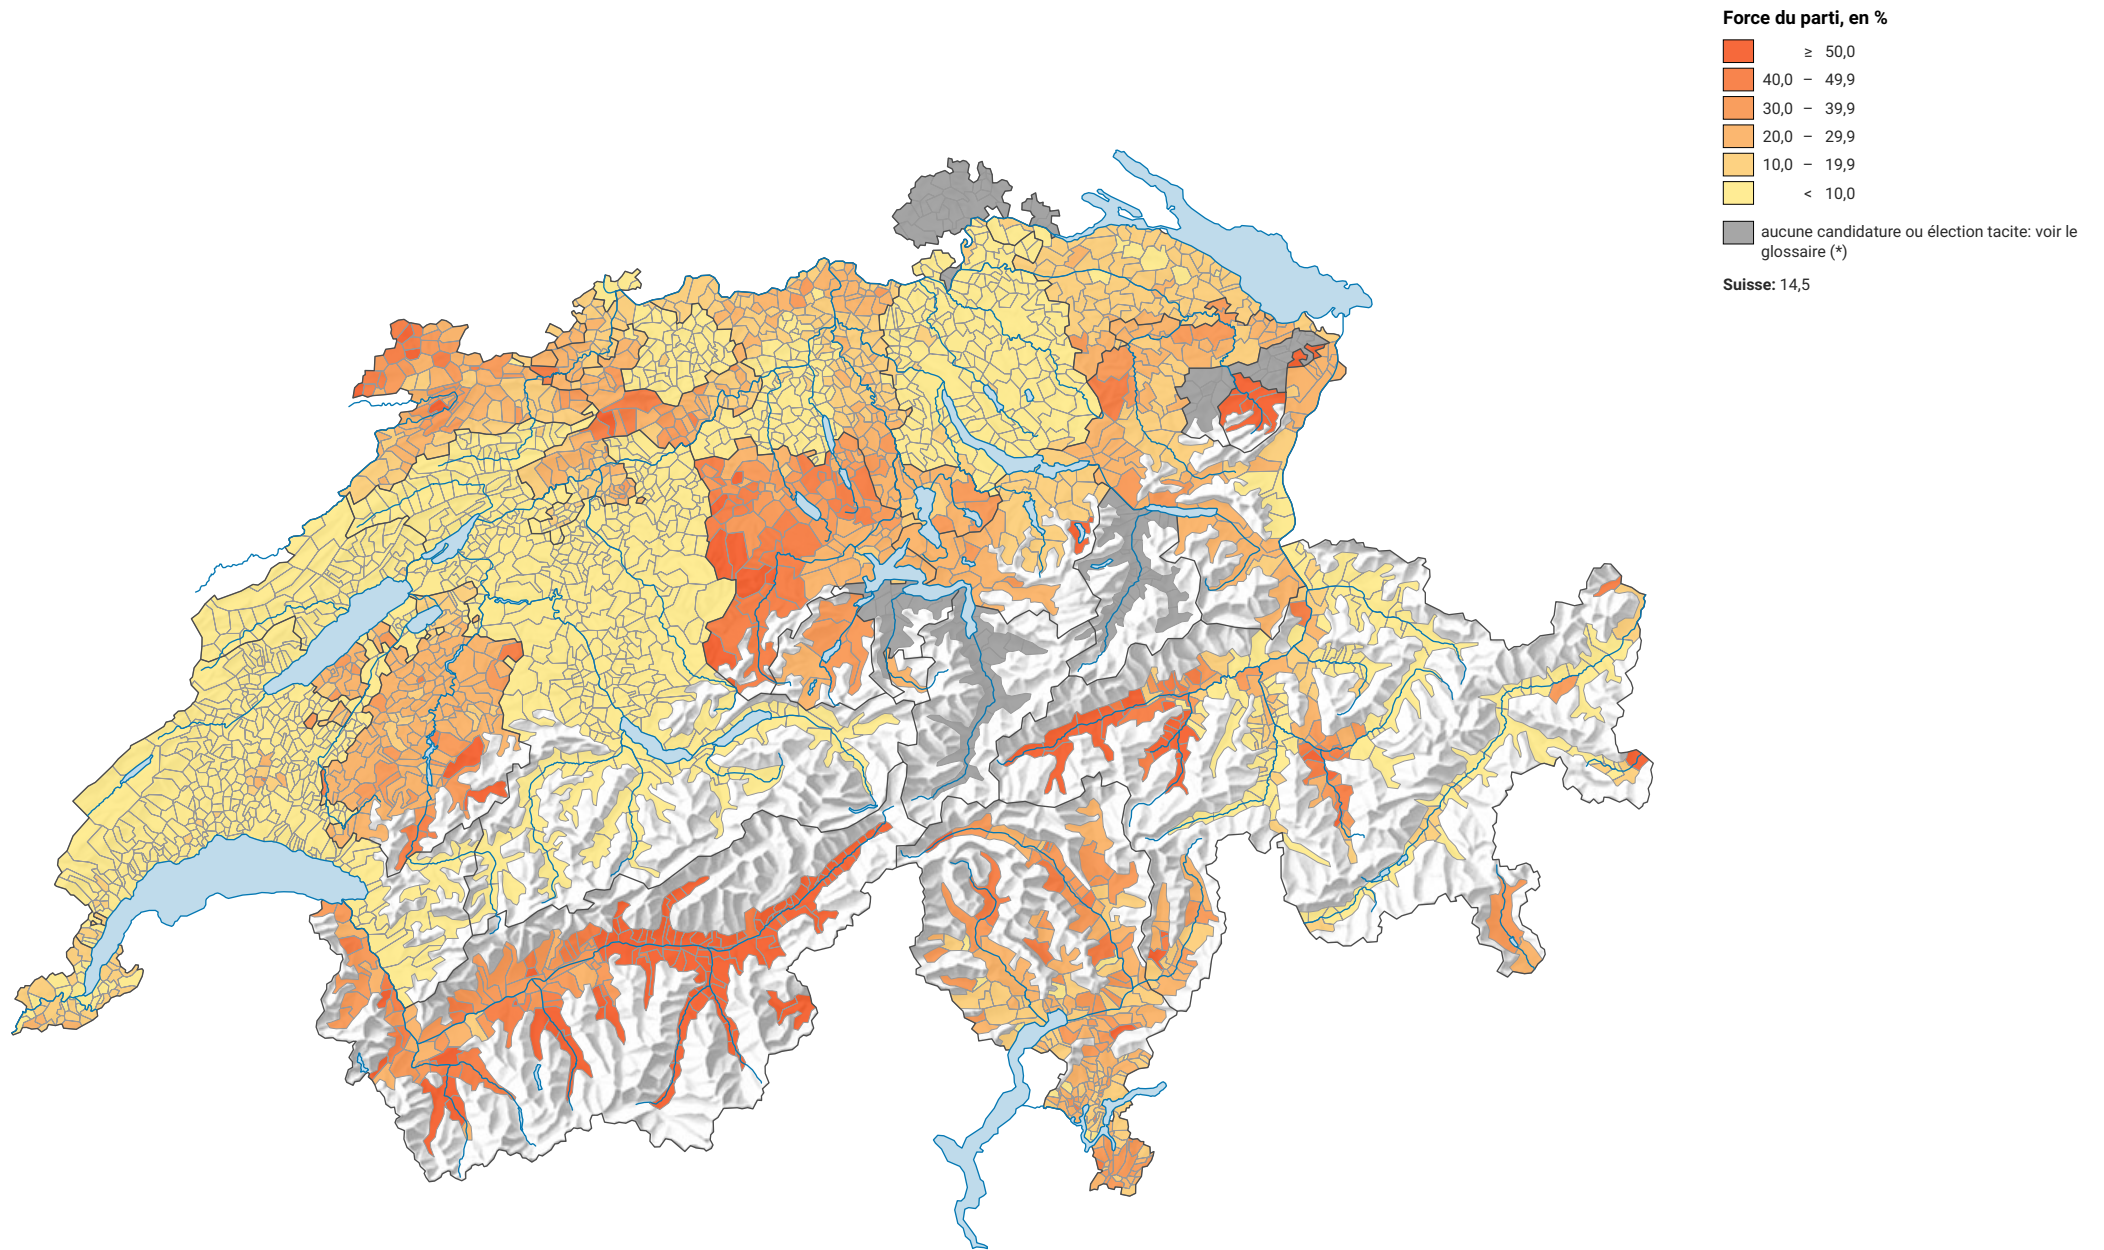 Force du parti, en %
≥ 50,0
40,0 – 49,9
30,0 – 39,9
20,0 – 29,9
10,0 – 19,9
< 10,0
aucune candidature ou élection tacite: voir le
glossaire (*)
Suisse: 14,5